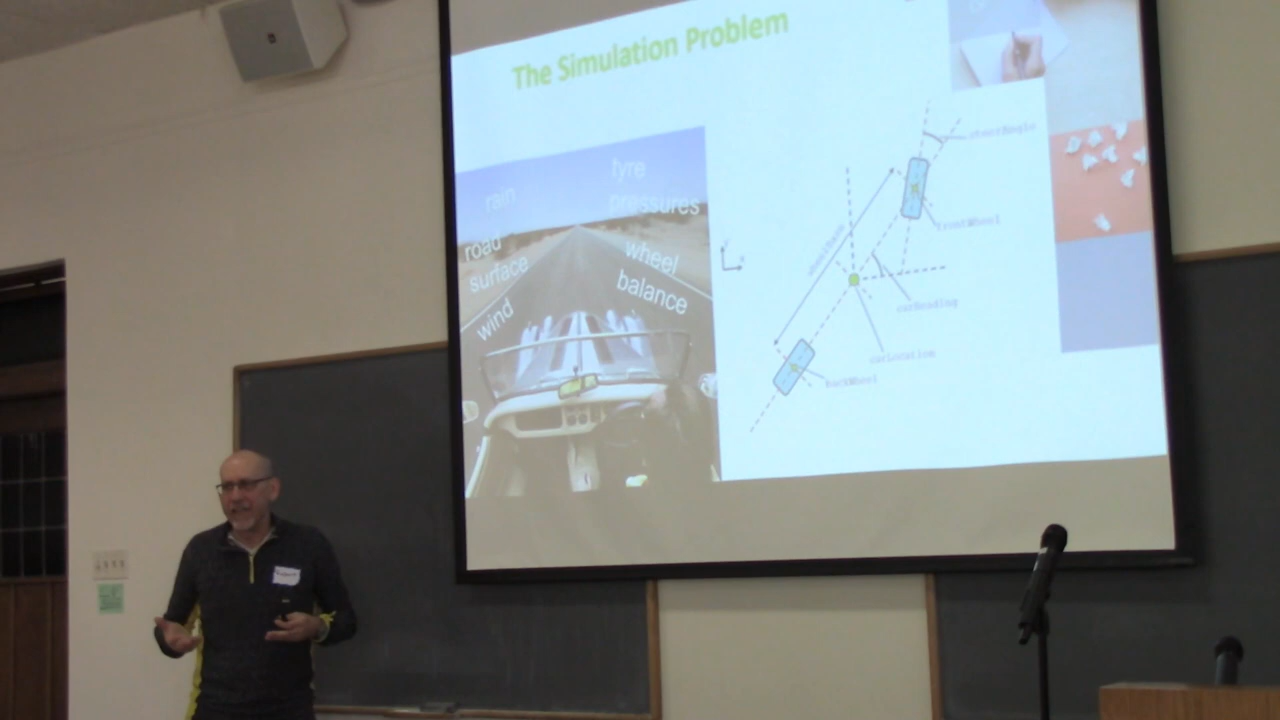 The Simulation Problem
rain
tyre
pressures
road
surface
wheel
balance
wind
steerAngle
frontWheel
wheelBase
carHeading
carLocation
backWheel